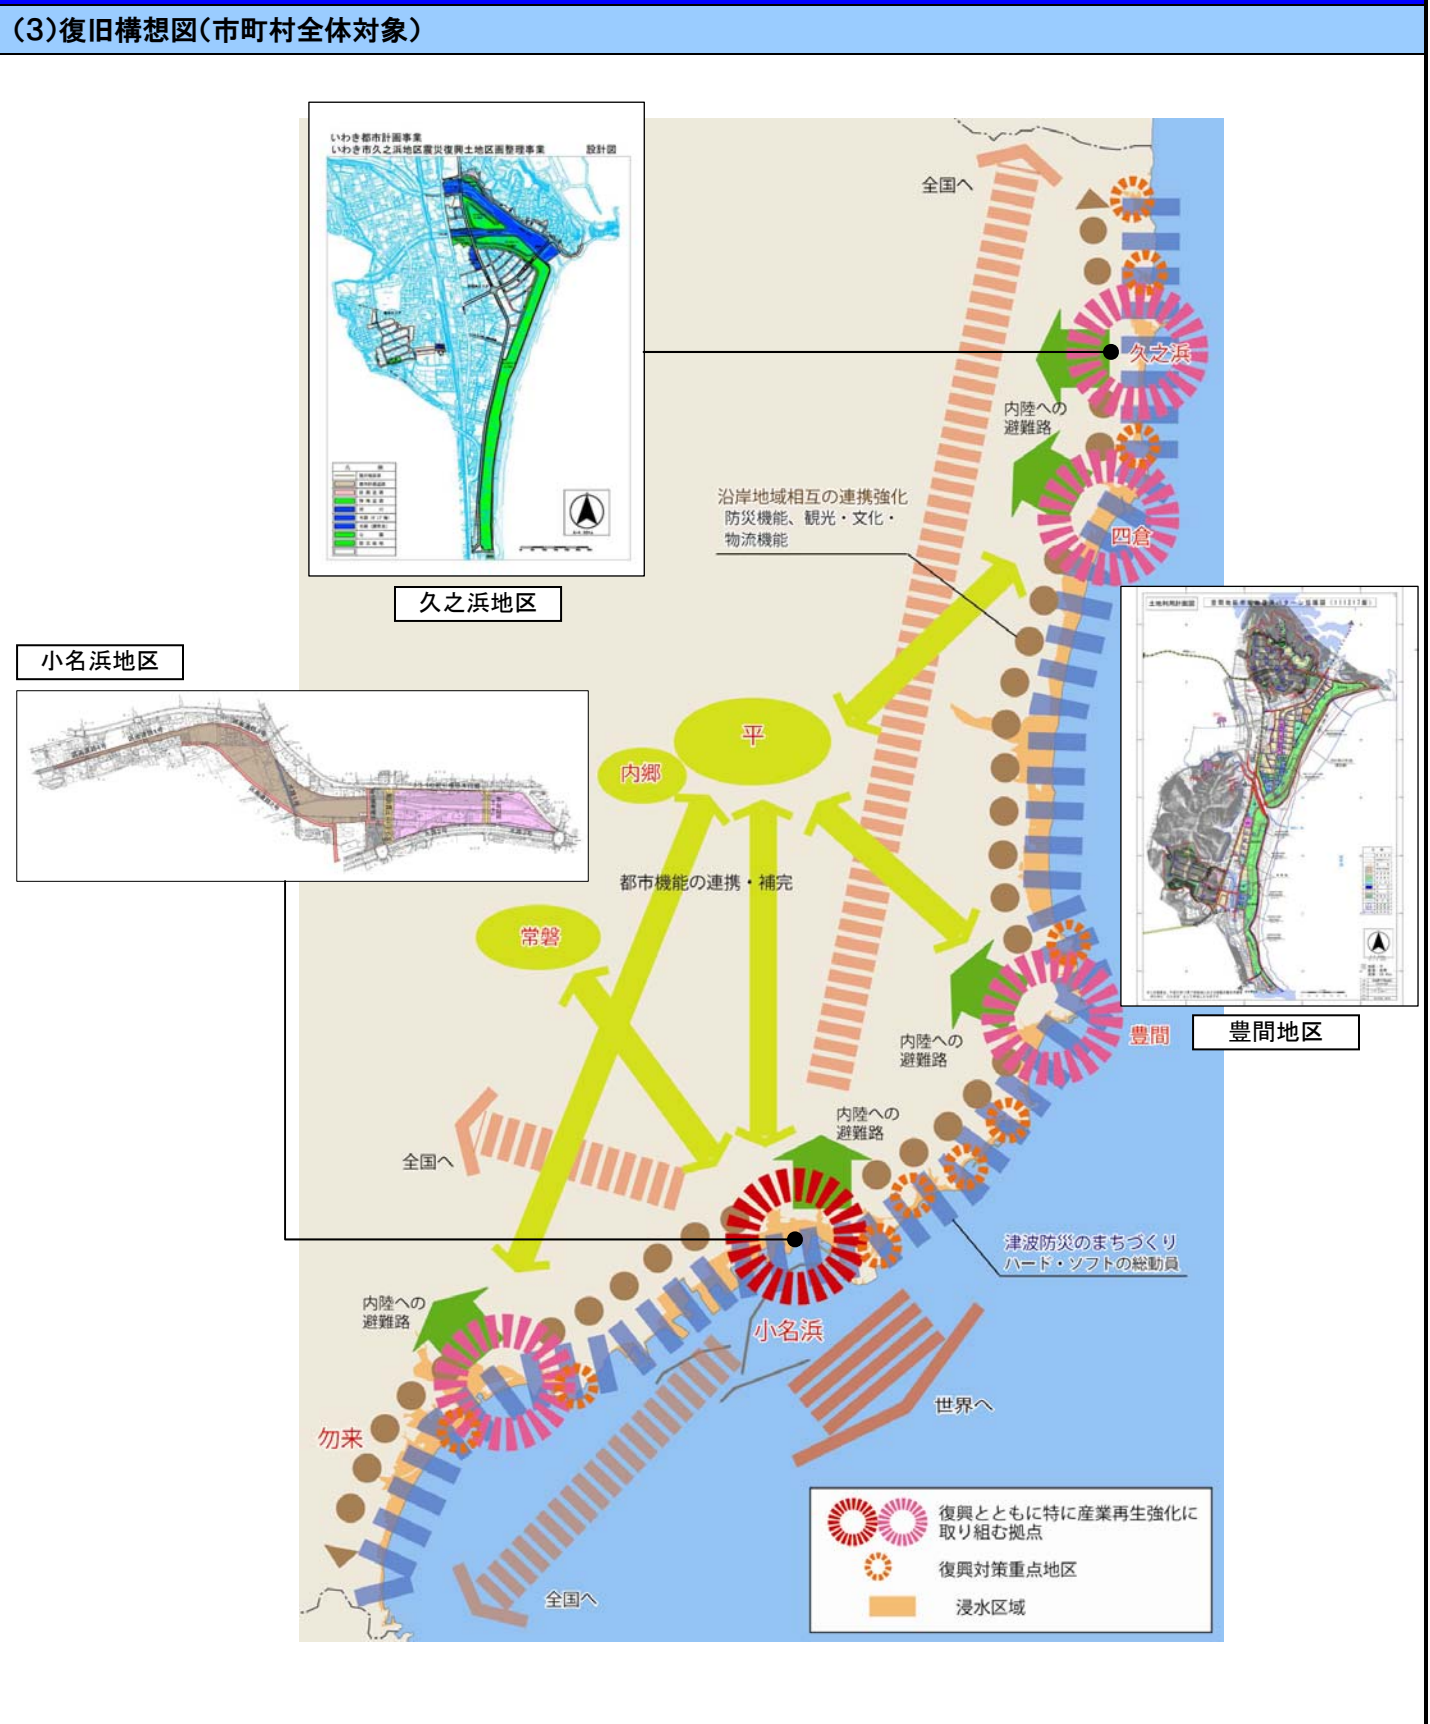 （3）復旧構想図（市町村全体対象）
いわき都市計画事業
いわき市久之浜地区震災復興土地区画整理事業　設計図
久之浜地区
小名浜地区
全国へ
久之浜
内陸への
避難路
沿岸地域相互の連携強化
防災機能、観光・文化・
物流機能
四倉
土地利用計画図
平
内郷
都市機能の連携・補完
常磐
内陸への
避難路
豊間
豊間地区
内陸への
避難路
全国へ
津波防災のまちづくり
ハード・ソフトの総動員
内陸への
避難路
小名浜
世界へ
勿来
全国へ
復興とともに特に産業再生強化に
取り組む拠点
復興対策重点地区
浸水区域